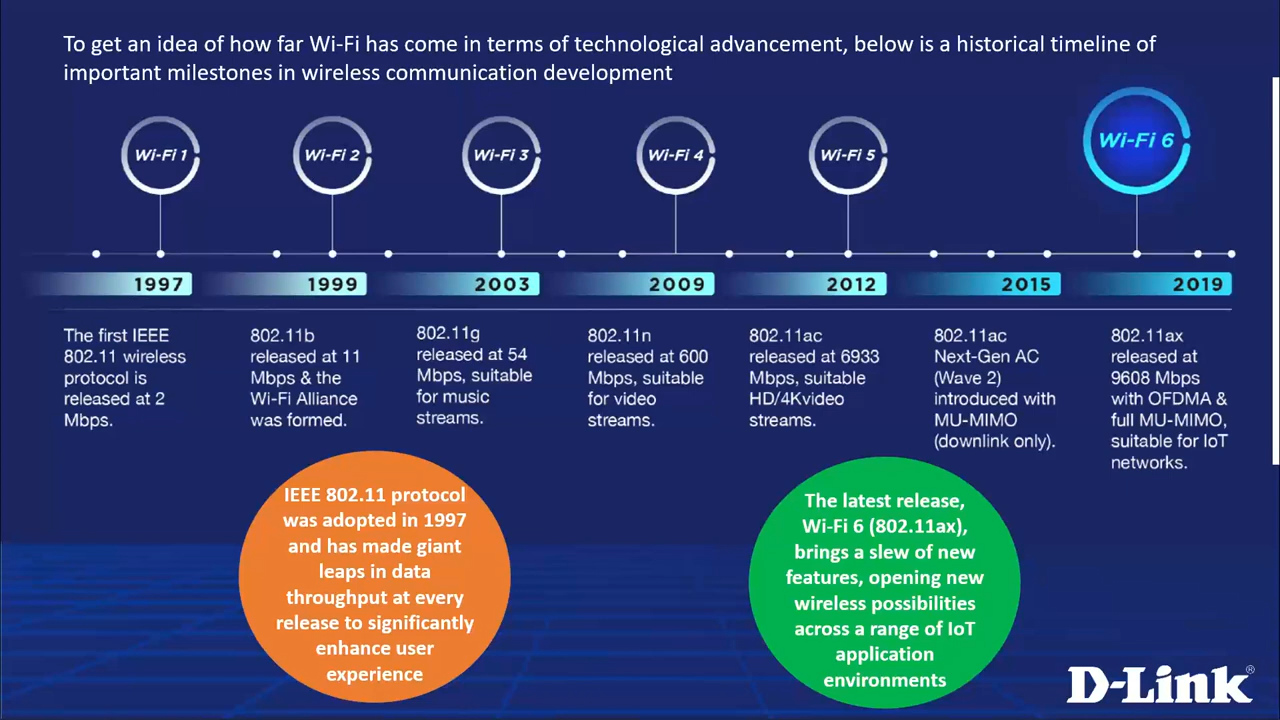 To get an idea of how far Wi-Fi has come in terms of technological advancement, below is a historical timeline of
important milestones in wireless communication development
Wi-Fi 1
Wi-Fi 2
Wi-Fi 3
Wi-Fi 4
Wi-Fi 5
Wi-Fi 6
1997
1999
2003
2009
2012
2015
2019
The first IEEE
802.11 wireless
protocol is
released at 2
Mbps.
802.11b
released at 11
Mbps & the
Wi-Fi Alliance
was formed.
802.11g
released at 54
Mbps, suitable
for music
streams.
802.11n
released at 600
Mbps, suitable
for video
streams.
802.11ac
released at 6933
Mbps, suitable
HD/4Kvideo
streams.
802.11ac
Next-Gen AC
(Wave 2)
introduced with
MU-MIMO
(downlink only).
802.11ax
released at
9608 Mbps
with OFDMA &
full MU-MIMO,
suitable for IoT
networks.
IEEE 802.11 protocol
was adopted in 1997
and has made giant
leaps in data
throughput at every
release to significantly
enhance user
experience
The latest release,
Wi-Fi 6 (802.11ax),
brings a slew of new
features, opening new
wireless possibilities
across a range of IoT
application
environments
D-Link®